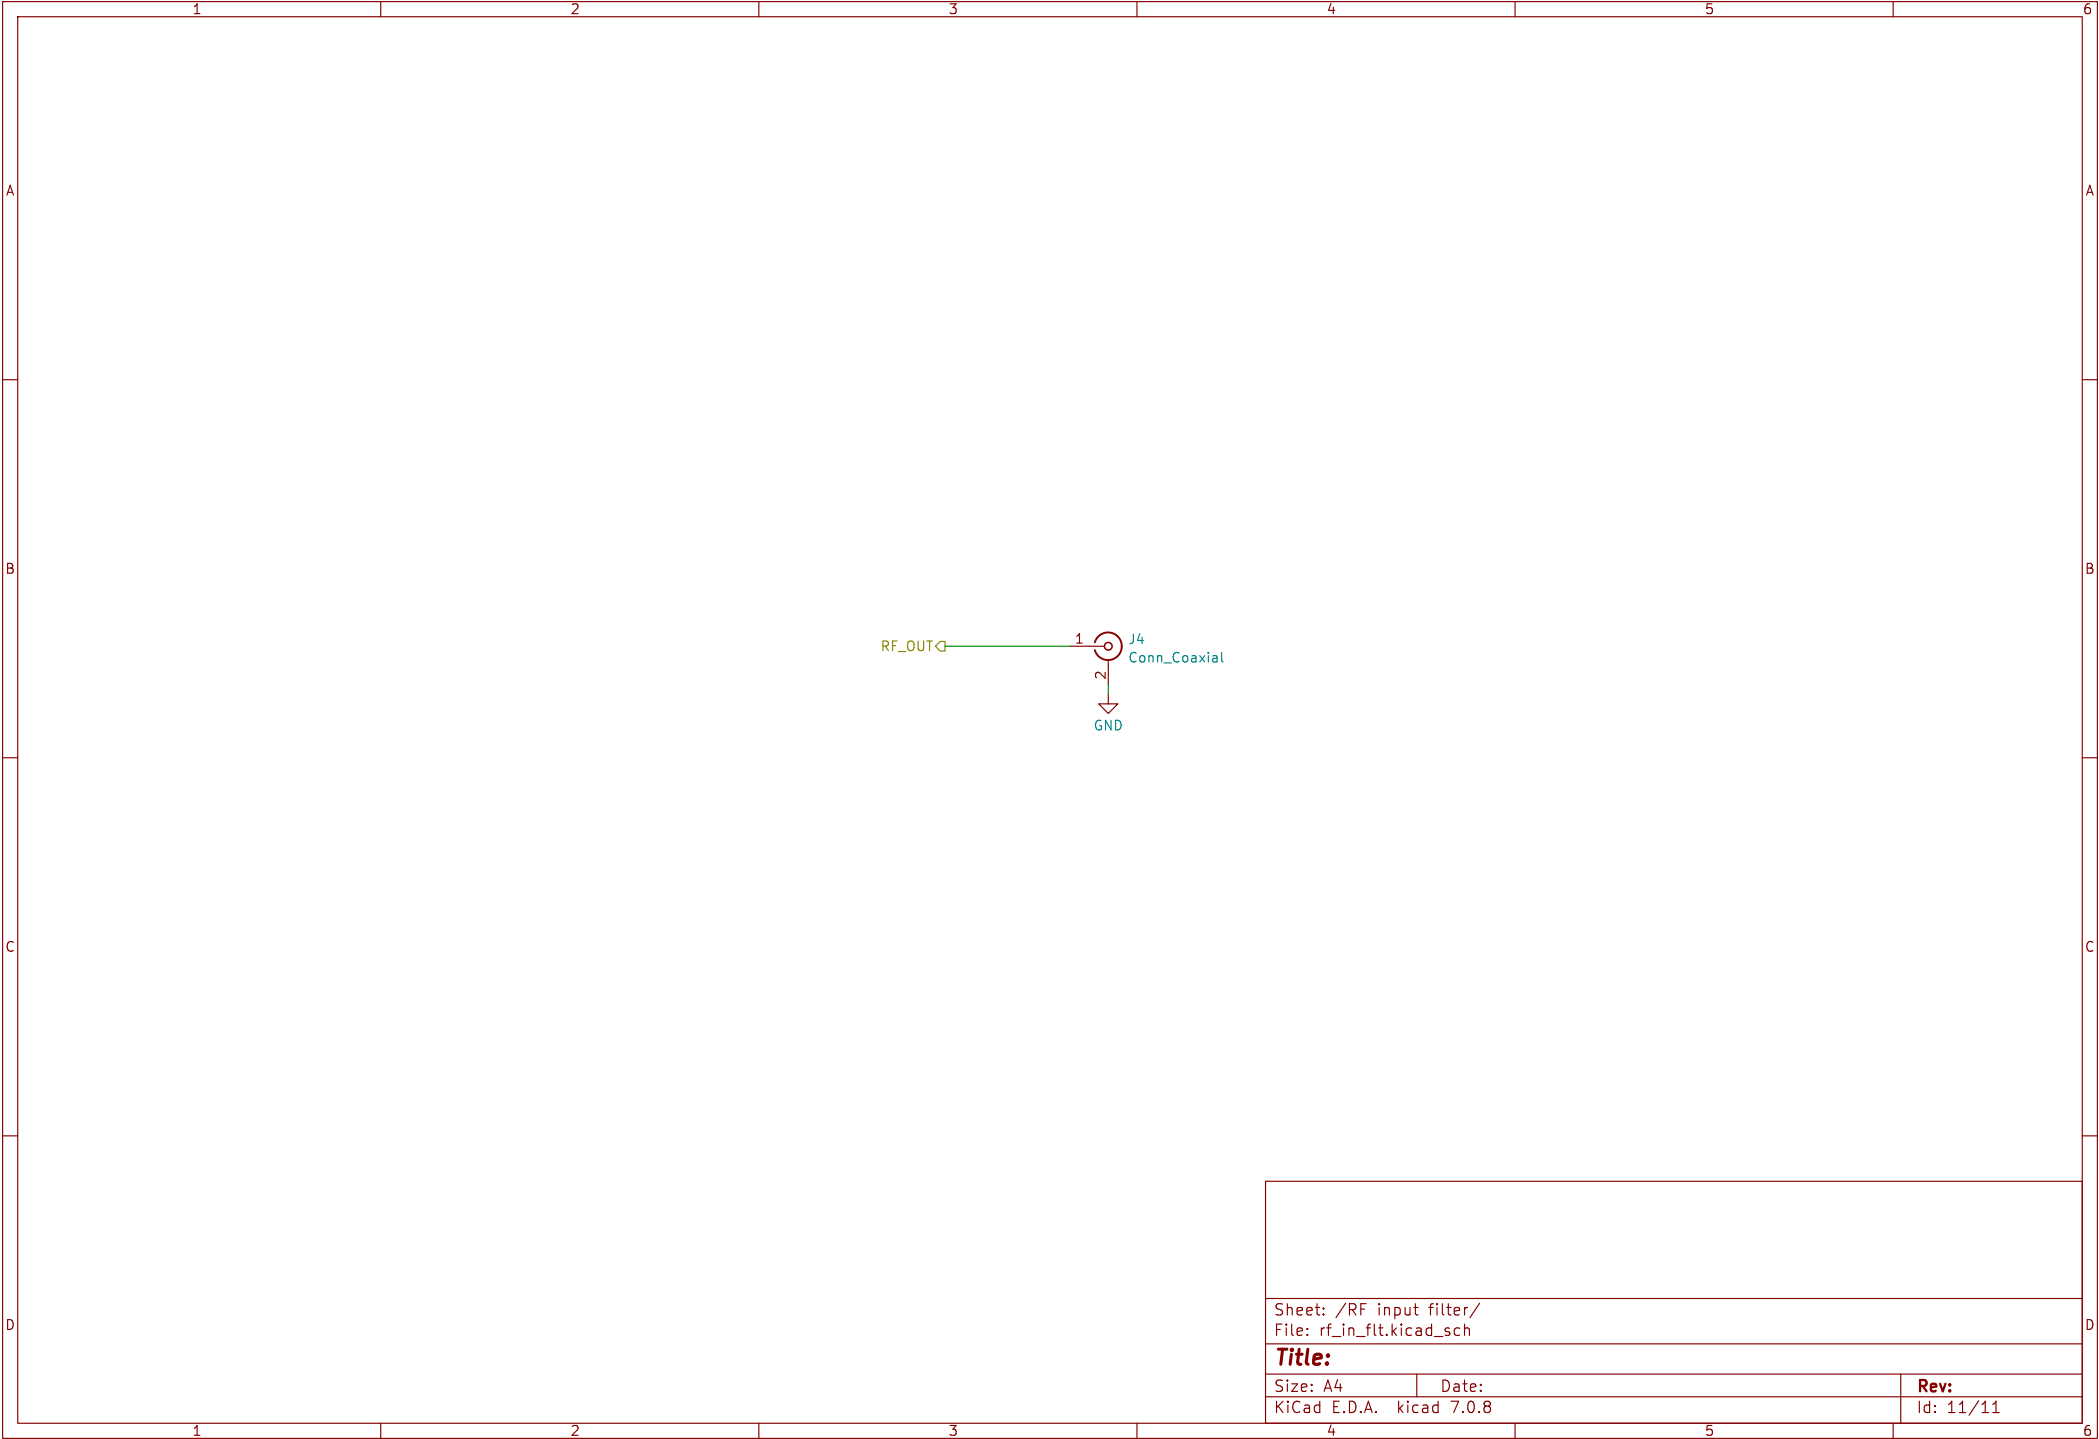 1 2 3 4 5 6
A A
B B
RF_OUT 1 J4
Conn_Coaxial
2
GND
C C
Sheet: /RF input filter/
File: rf_in_flt.kicad_sch
D D
Title:
Size: A4 Date: Rev:
KiCad E.D.A. kicad 7.0.8 Id: 11/11
1 2 3 4 5 6